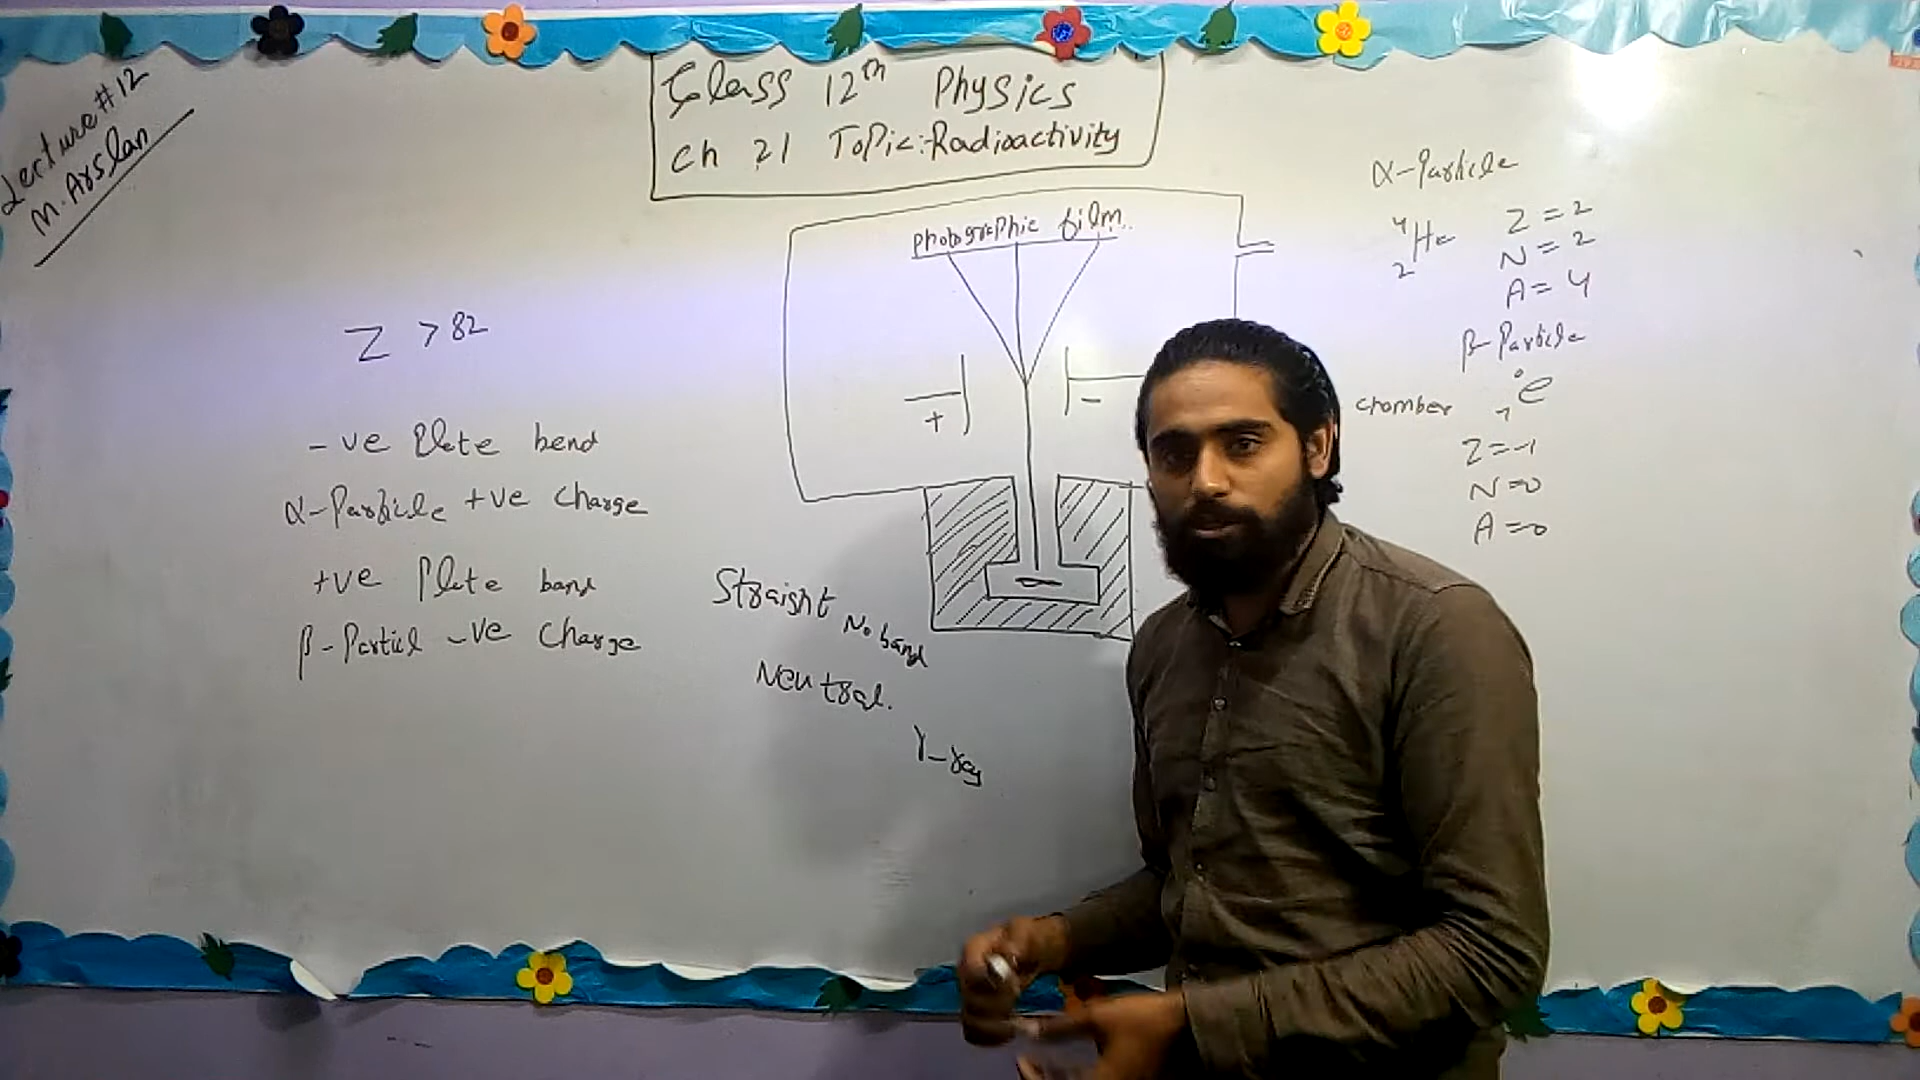 Lecture #12
M. Arslan
Class 12th Physics
Ch 21 Topic: Radioactivity
Z > 82
-ve Plate bend
α-Particle +ve Charge
+ve Plate band
β-Particl -ve Charge
Photographic film
+
-
Straight No band
Neutral.
γ-ray
α-Particle
4
2 He
Z = 2
N = 2
A = 4
β-Particle
chomber
0
-1 e
Z = -1
N = 0
A = 0